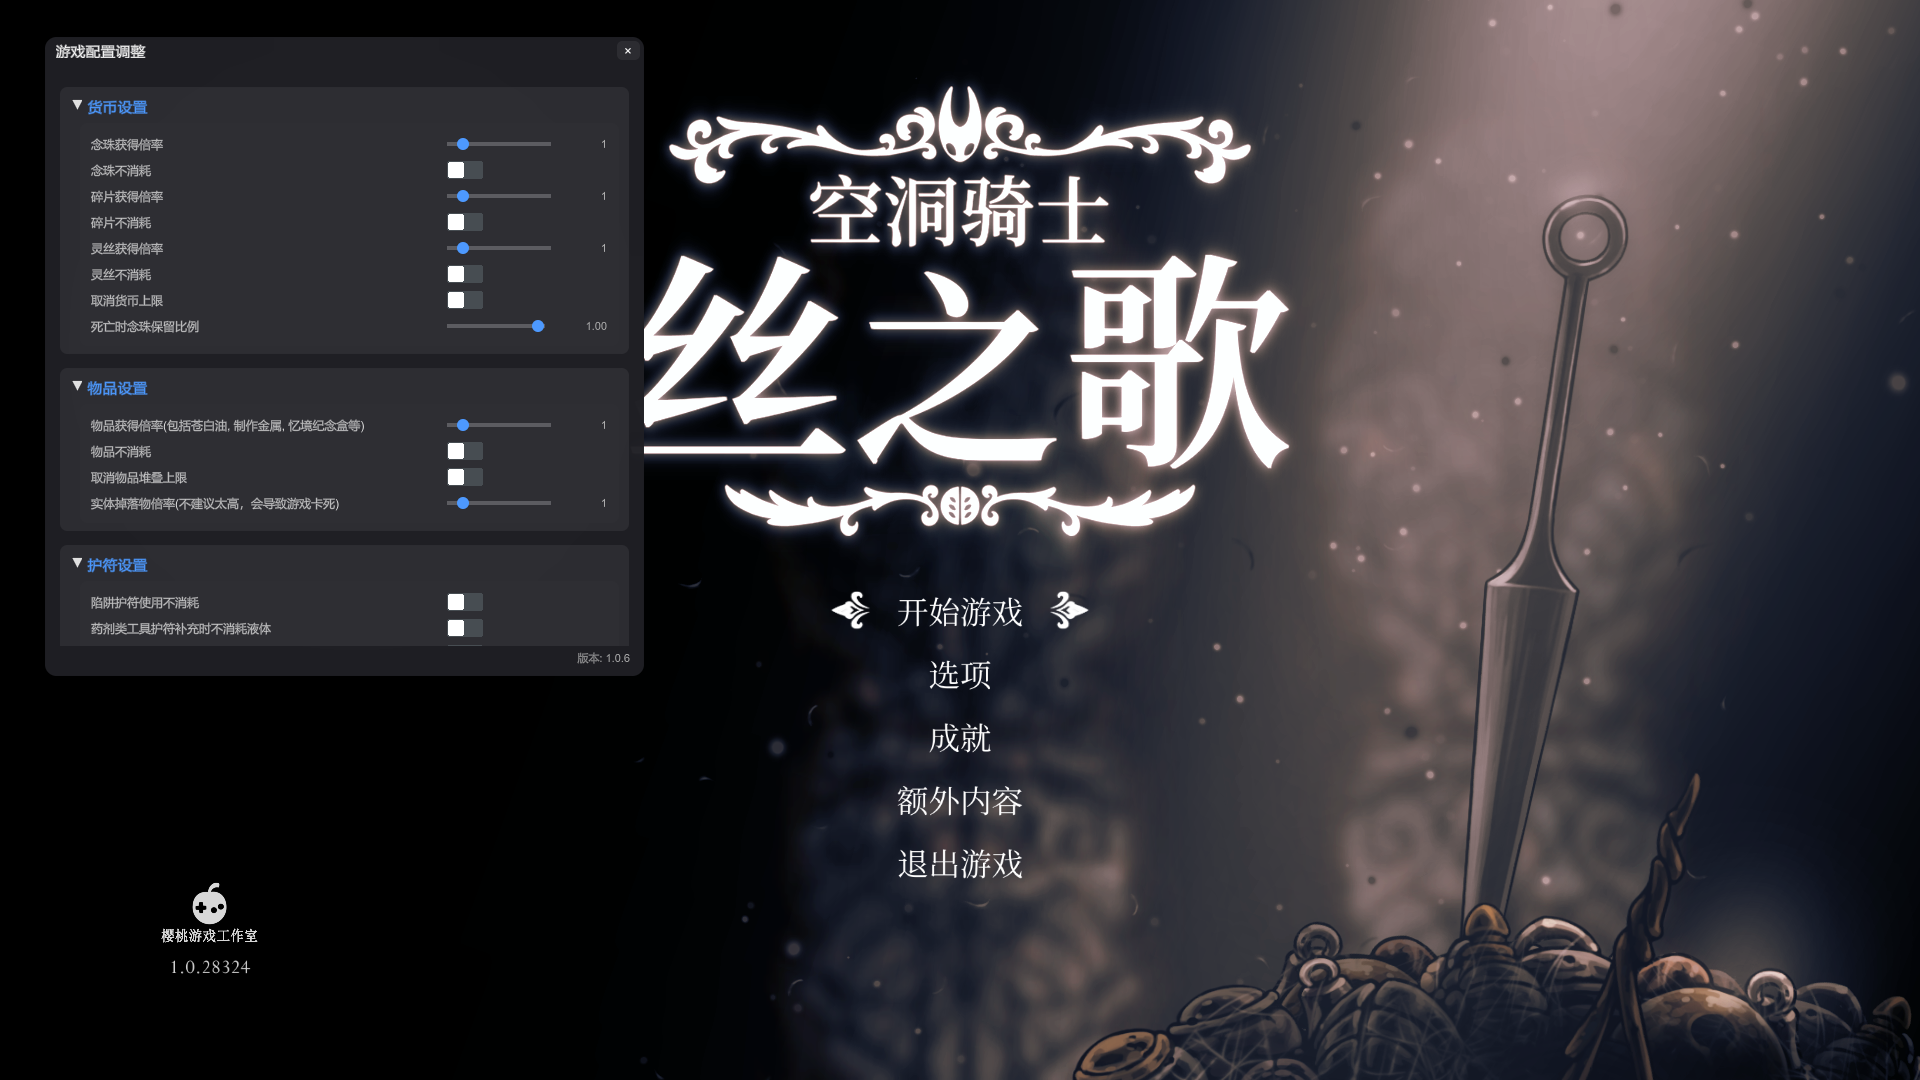 游戏配置调整
×
货币设置
念珠获得倍率 1
念珠不消耗
碎片获得倍率 1
碎片不消耗
灵丝获得倍率 1
灵丝不消耗
取消货币上限
死亡时念珠保留比例 1.00
物品设置
物品获得倍率(包括苍白油, 制作金属, 忆境纪念盒等) 1
物品不消耗
取消物品堆叠上限
实体掉落物倍率(不建议太高，会导致游戏卡死) 1
护符设置
陷阱护符使用不消耗
药剂类工具护符补充时不消耗液体
版本: 1.0.6
空洞骑士
丝之歌
开始游戏
选项
成就
额外内容
退出游戏
樱桃游戏工作室
1.0.28324